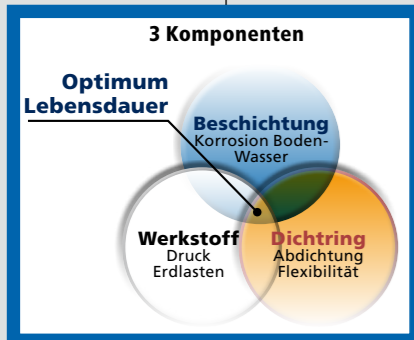 3 Komponenten
Optimum
Lebensdauer
Beschichtung
Korrosion Boden-
Wasser
Werkstoff
Druck
Erdlasten
Dichtring
Abdichtung
Flexibilität